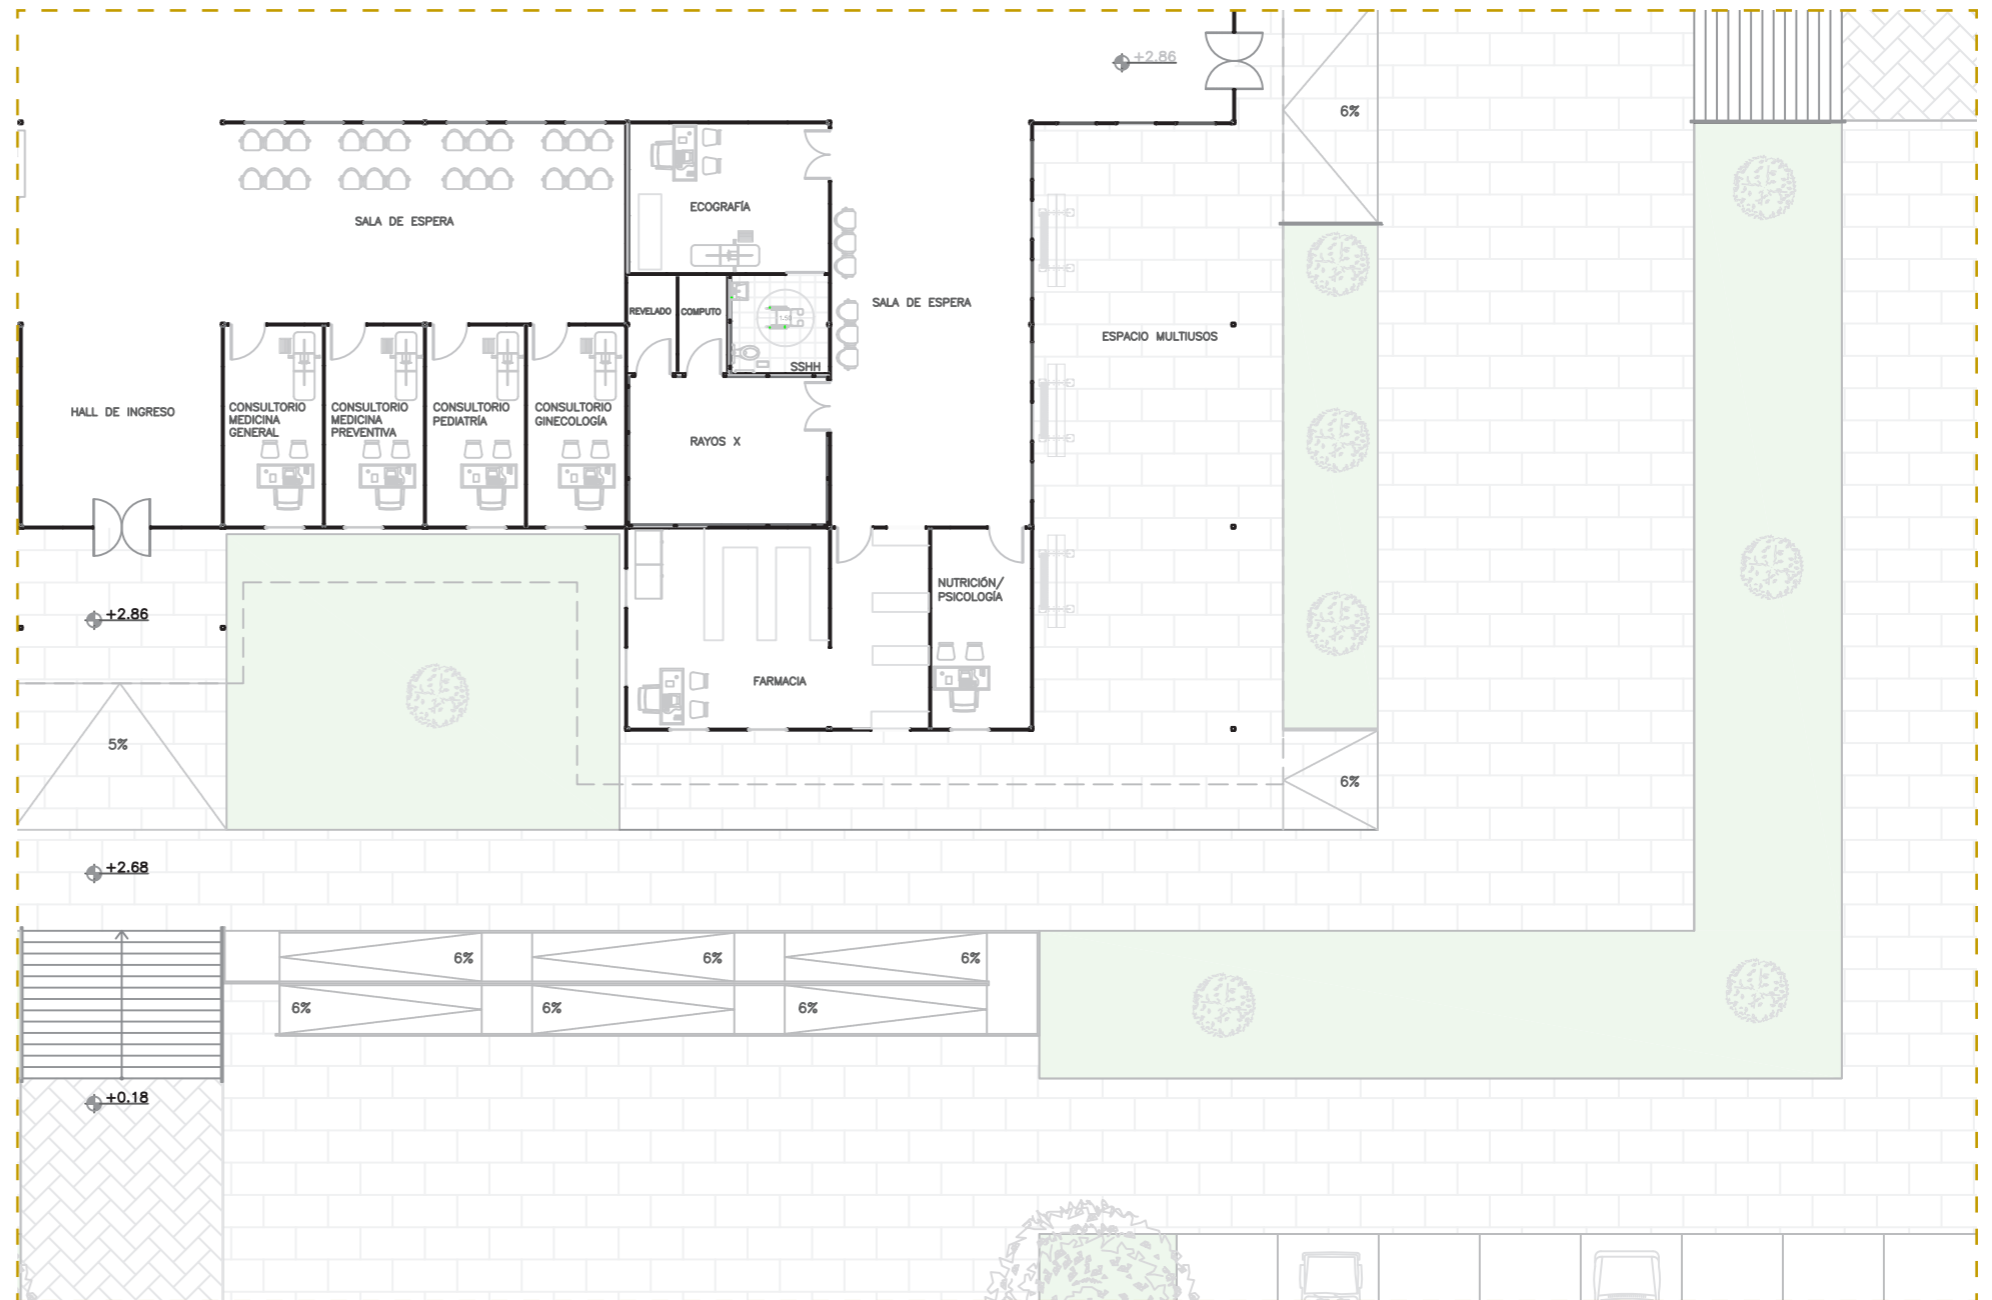 +2.86
6%
ECOGRAFÍA
SALA DE ESPERA
SALA DE ESPERA
REVELADO
COMPUTO
ESPACIO MULTIUSOS
SSHH
HALL DE INGRESO
CONSULTORIO
MEDICINA
GENERAL
CONSULTORIO
MEDICINA
PREVENTIVA
CONSULTORIO
PEDIATRÍA
CONSULTORIO
GINECOLOGÍA
RAYOS X
NUTRICIÓN/
PSICOLOGÍA
+2.86
FARMACIA
5%
6%
+2.68
6%
6%
6%
6%
6%
6%
+0.18